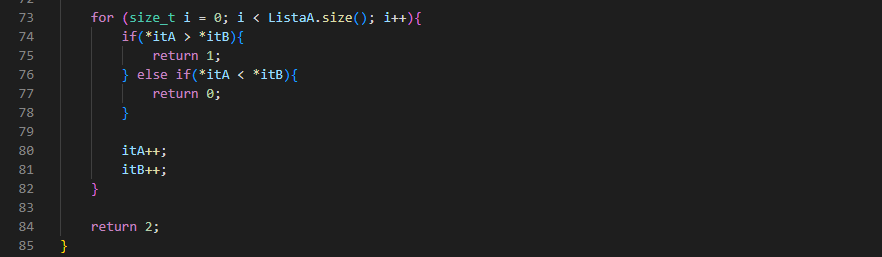 73 for (size_t i = 0; i < ListaA.size(); i++){
74 if(*itA > *itB){
75 return 1;
76 } else if(*itA < *itB){
77 return 0;
78 }
79
80 itA++;
81 itB++;
82 }
83
84 return 2;
85 }